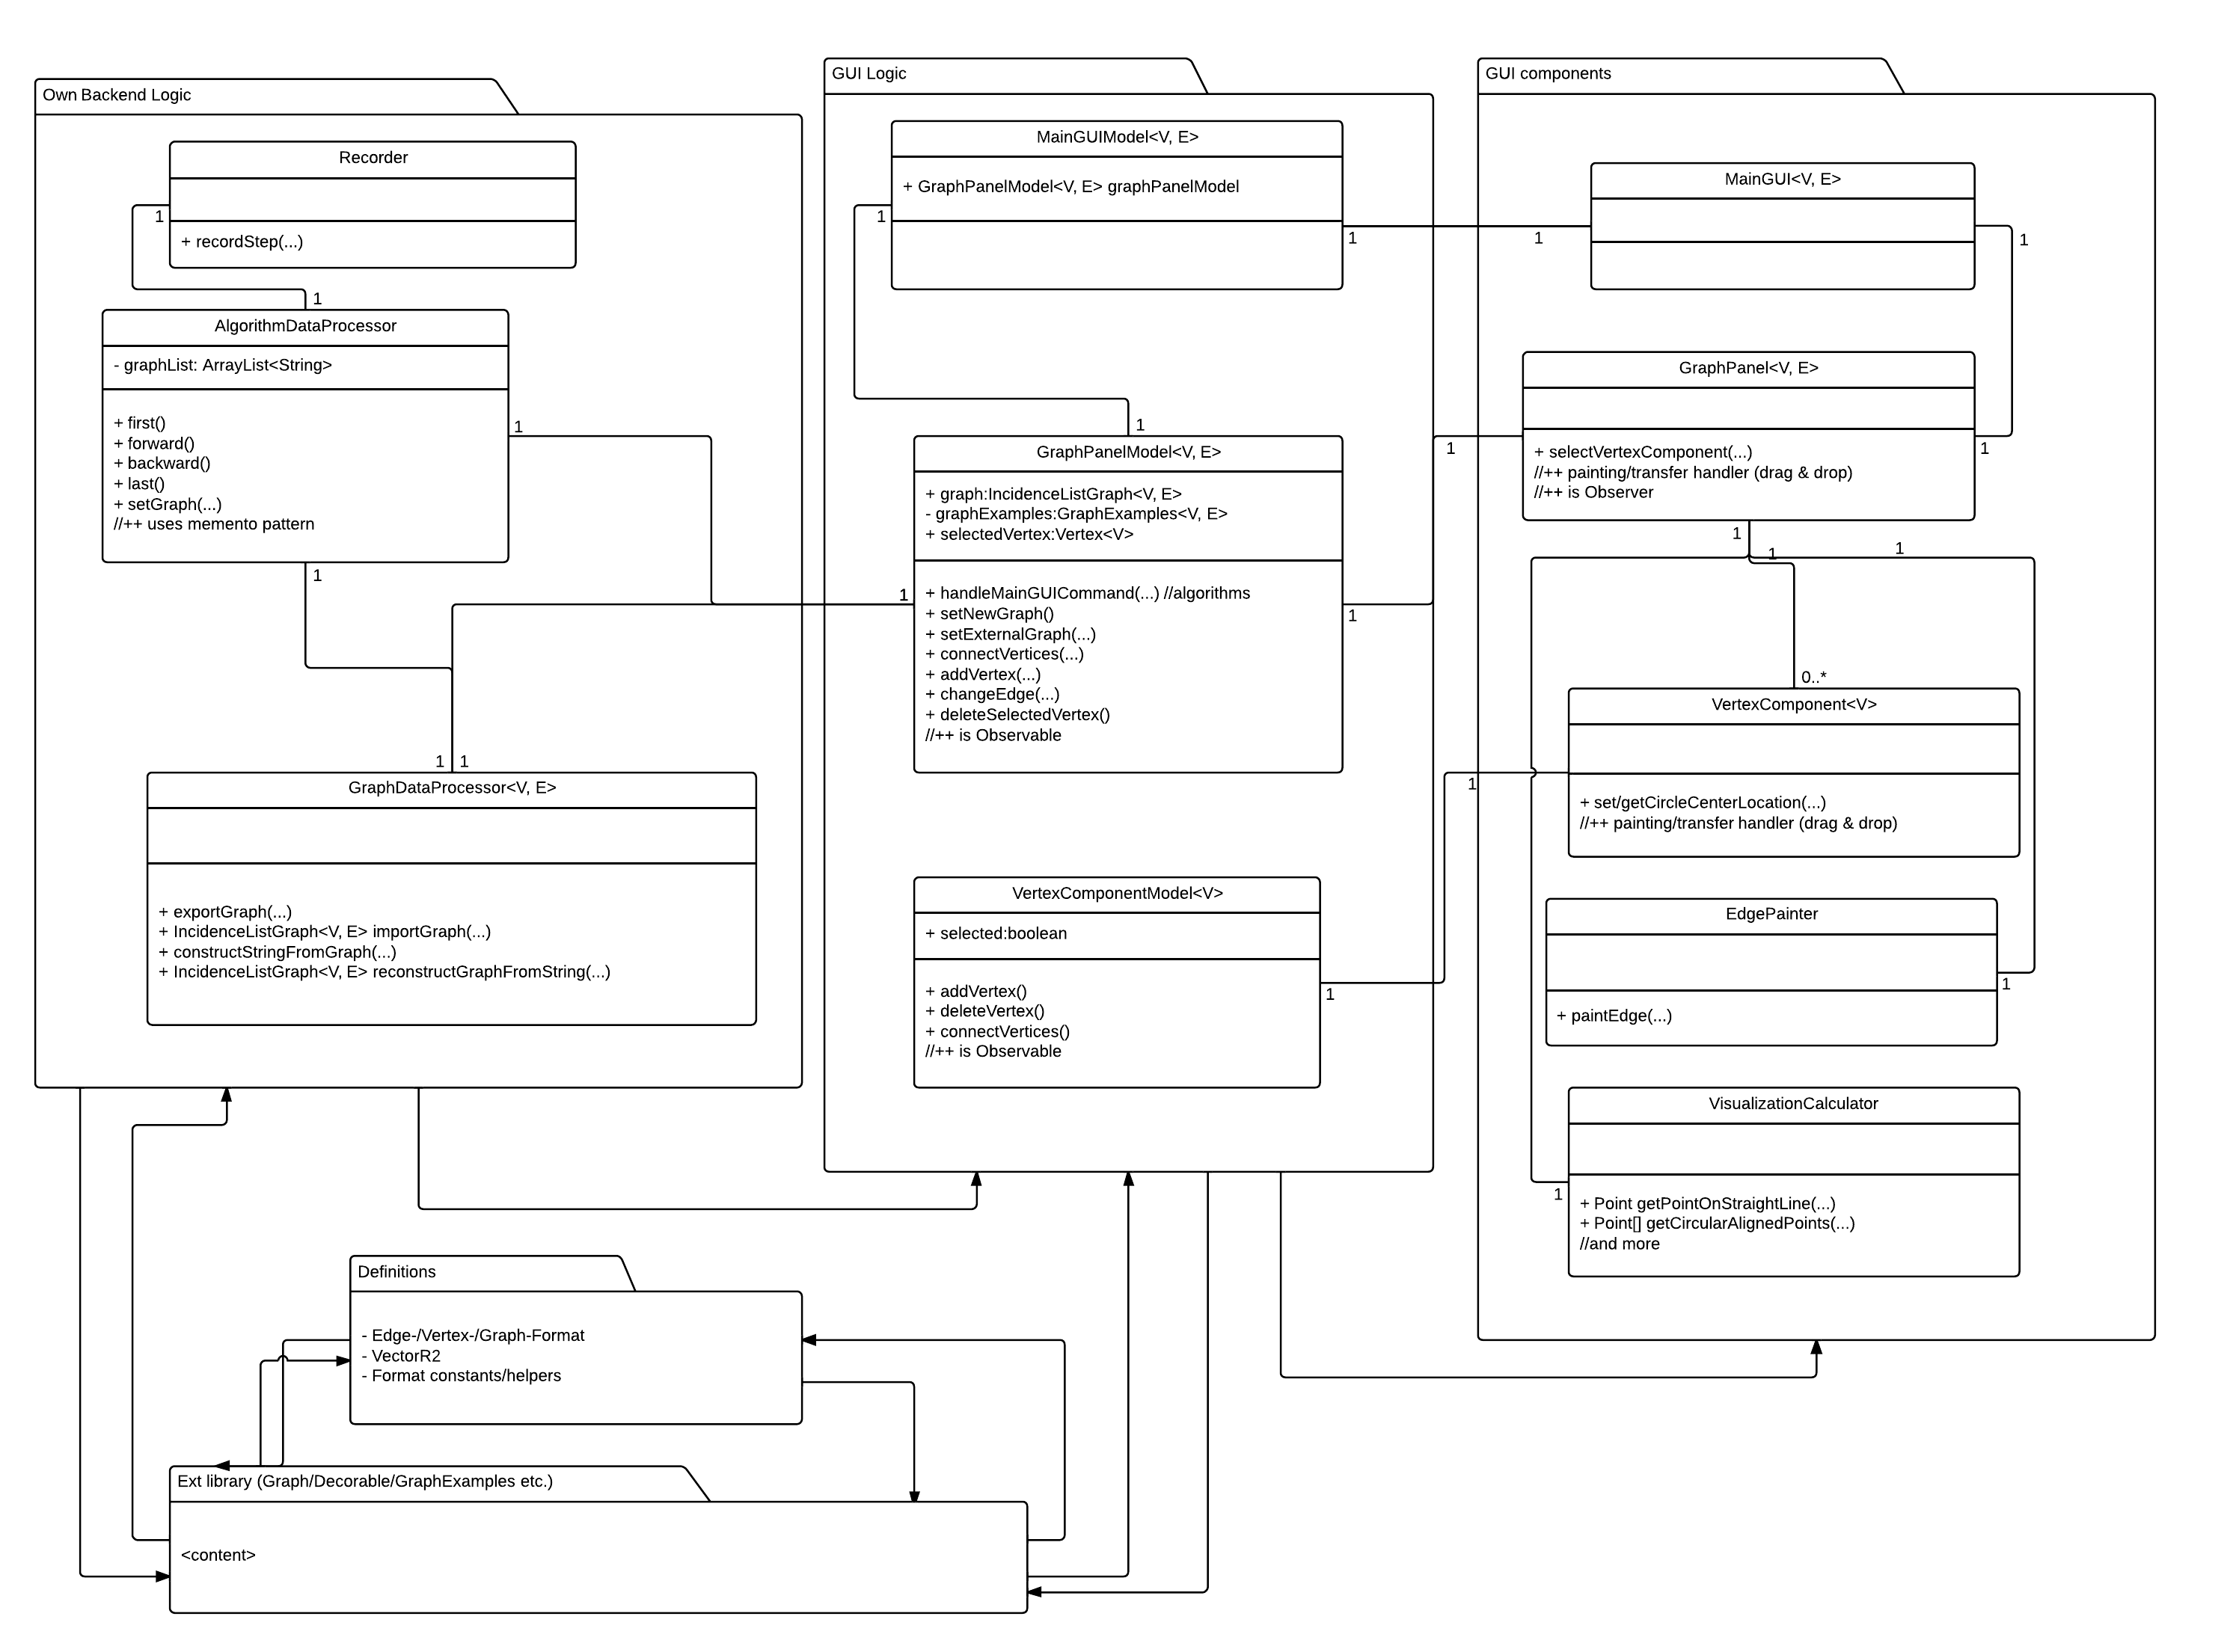 Own Backend Logic
Recorder
1
+ recordStep(...)
1
AlgorithmDataProcessor
- graphList: ArrayList<String>
+ first()
+ forward()
+ backward()
+ last()
+ setGraph(...)
//++ uses memento pattern
1
1
1 1
GraphDataProcessor<V, E>
+ exportGraph(...)
+ IncidenceListGraph<V, E> importGraph(...)
+ constructStringFromGraph(...)
+ IncidenceListGraph<V, E> reconstructGraphFromString(...)
GUI Logic
MainGUIModel<V, E>
+ GraphPanelModel<V, E> graphPanelModel
1
1
1
GraphPanelModel<V, E>
+ graph:IncidenceListGraph<V, E>
- graphExamples:GraphExamples<V, E>
+ selectedVertex:Vertex<V>
1
+ handleMainGUICommand(...) //algorithms
+ setNewGraph()
+ setExternalGraph(...)
+ connectVertices(...)
+ addVertex(...)
+ changeEdge(...)
+ deleteSelectedVertex()
//++ is Observable
1
VertexComponentModel<V>
+ selected:boolean
+ addVertex()
+ deleteVertex()
+ connectVertices()
//++ is Observable
1
GUI components
MainGUI<V, E>
1
1
GraphPanel<V, E>
1
1
+ selectVertexComponent(...)
//++ painting/transfer handler (drag & drop)
//++ is Observer
1
1
1
0..*
VertexComponent<V>
1
+ set/getCircleCenterLocation(...)
//++ painting/transfer handler (drag & drop)
EdgePainter
1
+ paintEdge(...)
VisualizationCalculator
1
+ Point getPointOnStraightLine(...)
+ Point[] getCircularAlignedPoints(...)
//and more
Definitions
- Edge-/Vertex-/Graph-Format
- VectorR2
- Format constants/helpers
Ext library (Graph/Decorable/GraphExamples etc.)
<content>